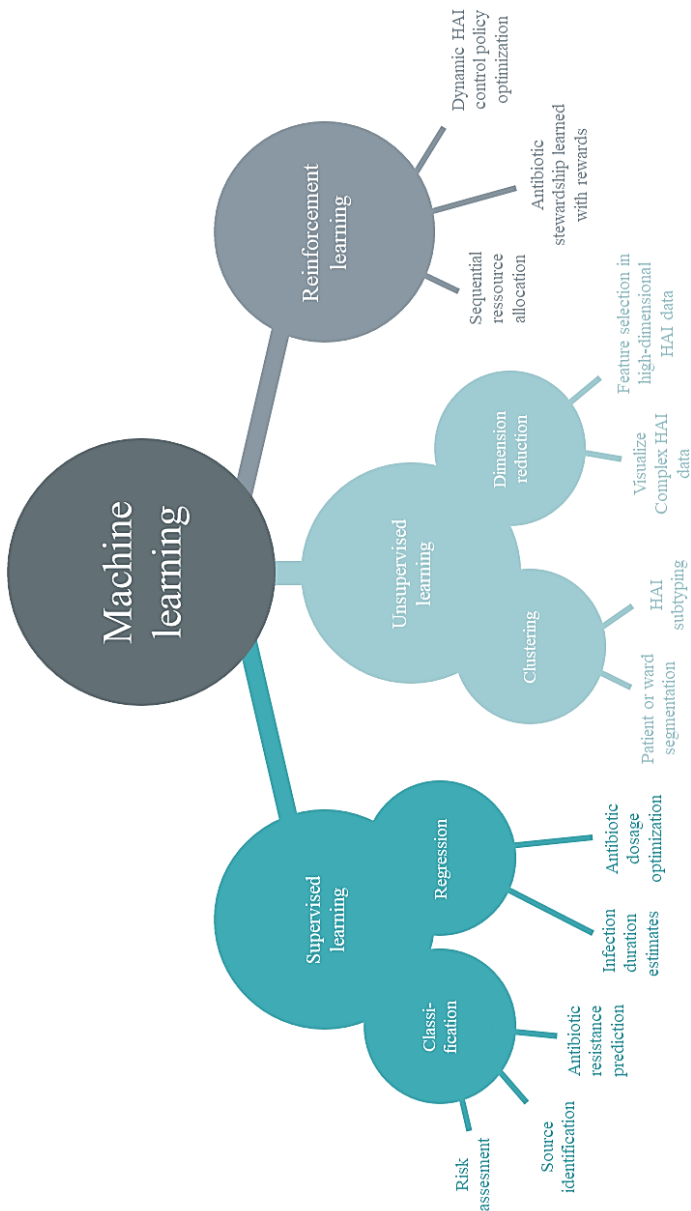 Machine
learning
Supervised
learning
Classi-
fication
Risk
assesment
Source
identification
Antibiotic
resistance
prediction
Regression
Infection
duration
estimates
Antibiotic
dosage
optimization
Unsupervised
learning
Clustering
Patient or ward
segmentation
HAI
subtyping
Dimension
reduction
Visualize
Complex HAI
data
Feature selection in
high-dimensional
HAI data
Reinforcement
learning
Sequential
ressource
allocation
Antibiotic
stewardship learned
with rewards
Dynamic HAI
control policy
optimization